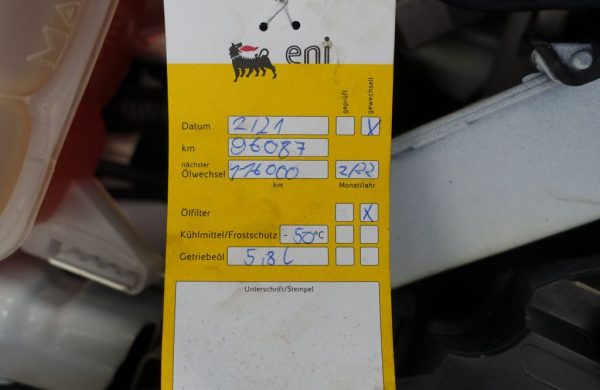 MA
eni
geprüft gewechselt
Datum 2/21 X
km 96087
nächster
Ölwechsel 116000 2/22
km Monat/Jahr
Ölfilter X
Kühlmittel/Frostschutz -50°C
Getriebeöl 5,8 L
Unterschrift/Stempel